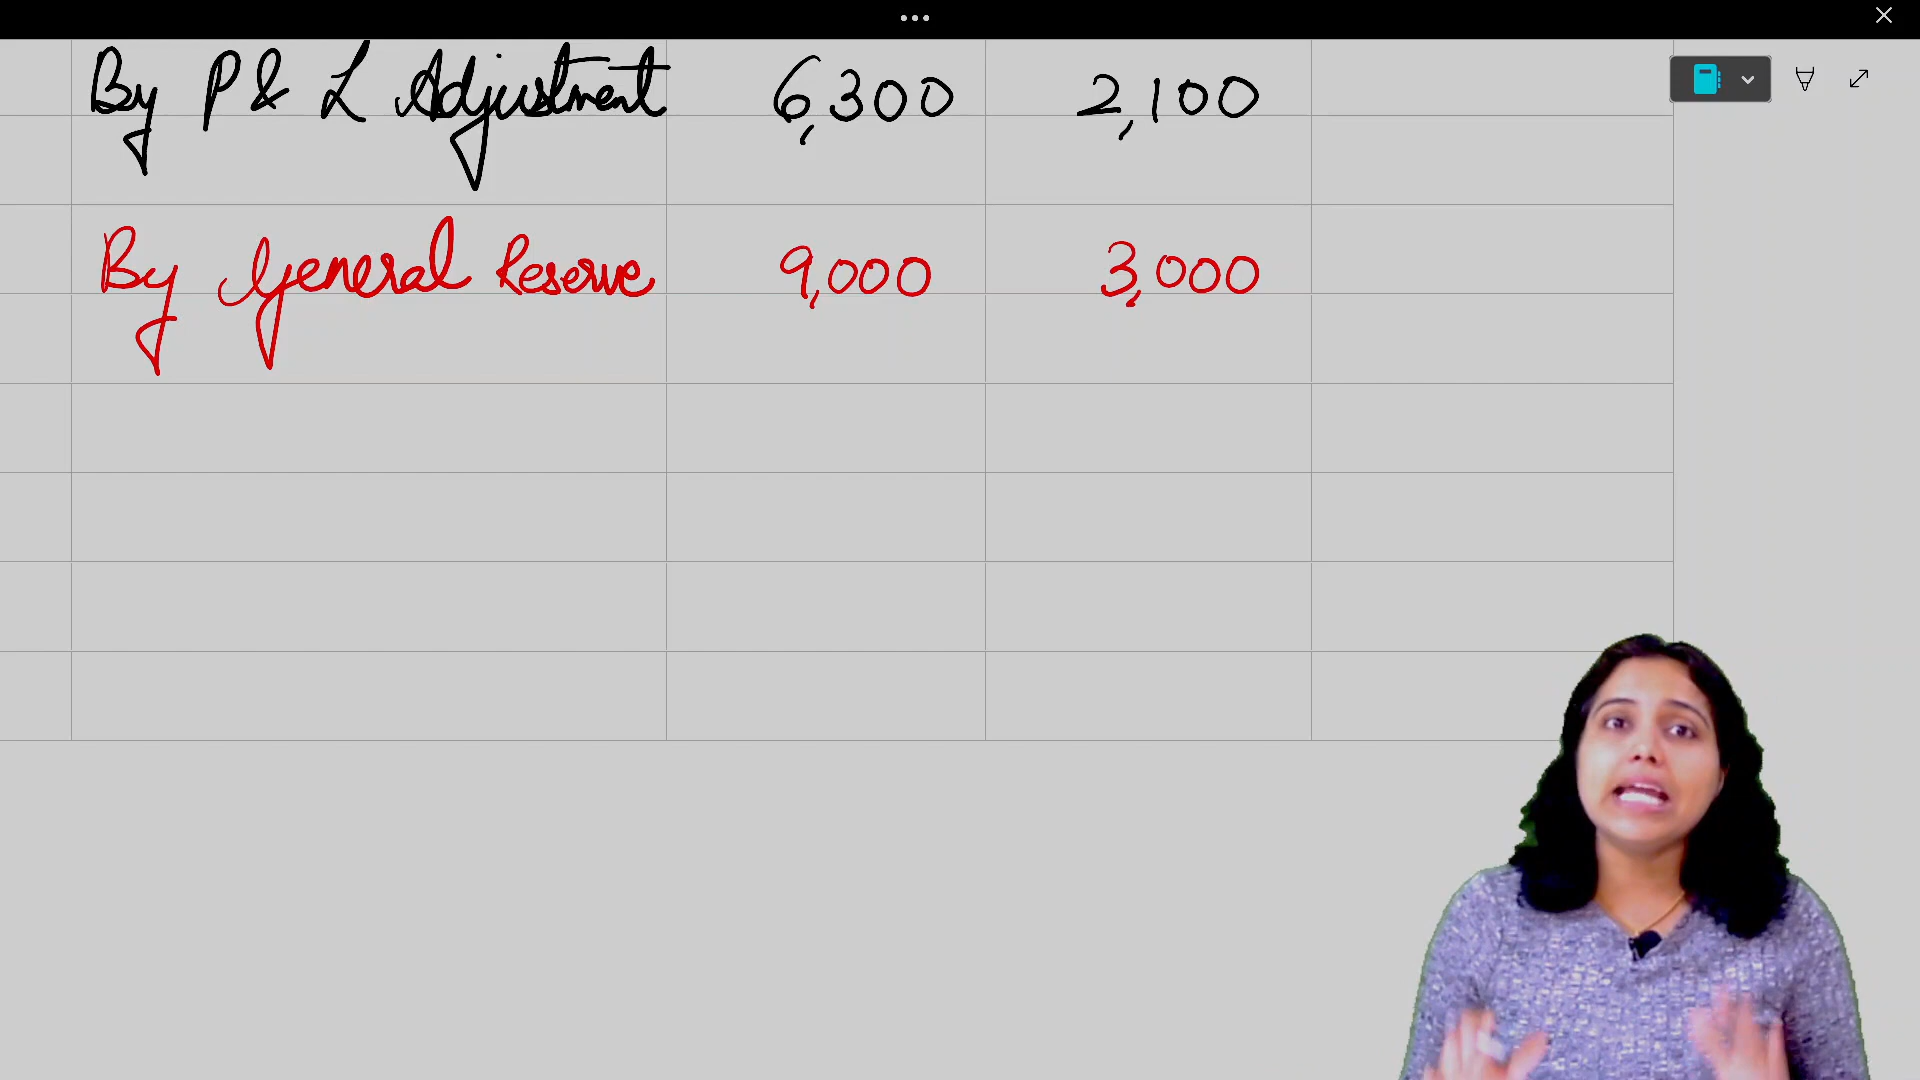 By P & L Adjustment 6,300 2,100
By General Reserve 9,000 3,000